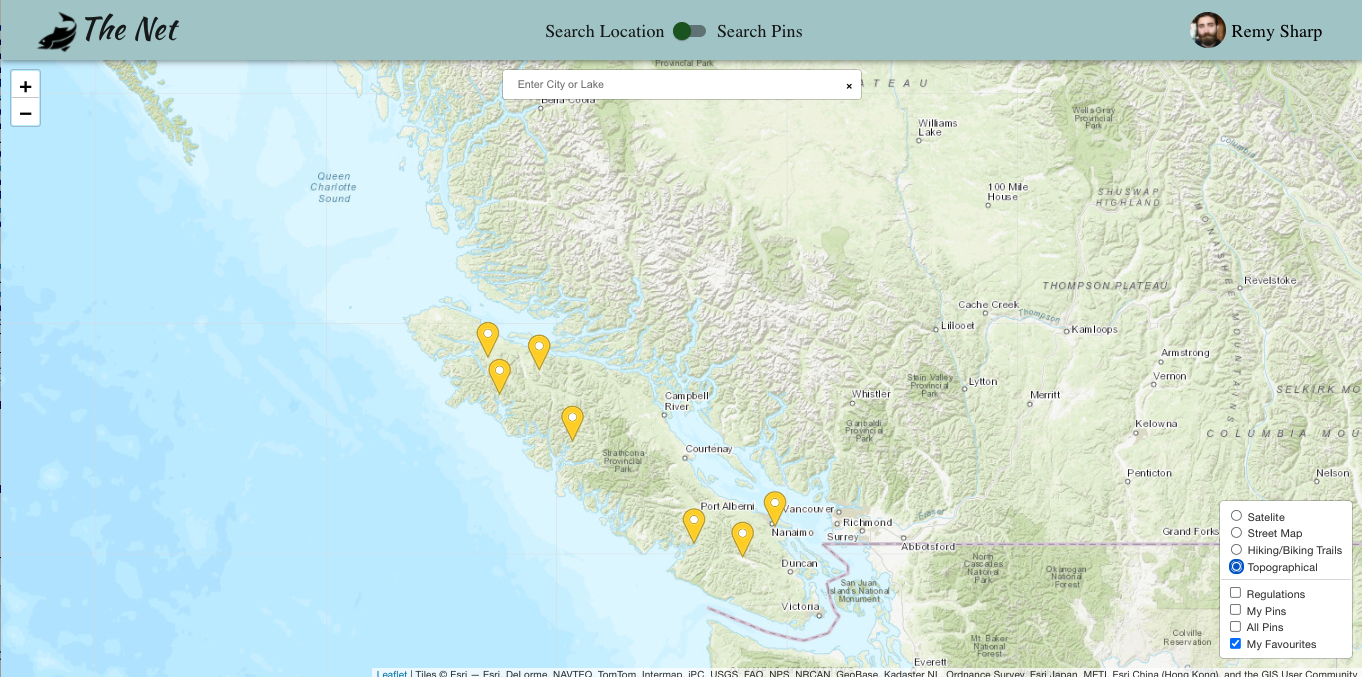 The Net
Search Location
Search Pins
Remy Sharp
+
−
Enter City or Lake
×
Provincial Park
Bella Coola
Williams
Lake
Wells Gray
Provincial
Park
Columbia
Queen
Charlotte
Sound
100 Mile
House
SHUSWAP
HIGHLAND
MONASHEE MOUNTAINS
Revelstoke
THOMPSON PLATEAU
Cache Creek
Thompson
Lillooet
Kamloops
Armstrong
Vernon
Stein Valley
Provincial
Park
Lytton
Merritt
SELKIRK MO
Campbell
River
Whistler
Garibaldi
Provincial
Park
Kelowna
COLUMBIA MOU
Courtenay
Strathcona
Provincial
Park
Penticton
Nelson
Port Alberni
Vancouver
Richmond
Fraser
Nanaimo
Surrey
Abbotsford
Grand Forks
Duncan
North
Cascades
National
Park
Okanogan
National
Forest
San Juan
Islands National
Monument
Victoria
Colville
Reservation
Mt. Baker
National
Forest
Everett
Satelite
Street Map
Hiking/Biking Trails
Topographical
Regulations
My Pins
All Pins
My Favourites
Leaflet | Tiles © Esri — Esri, DeLorme, NAVTEQ, TomTom, Intermap, iPC, USGS, FAO, NPS, NRCAN, GeoBase, Kadaster NL, Ordnance Survey, Esri Japan, METI, Esri China (Hong Kong), and the GIS User Community